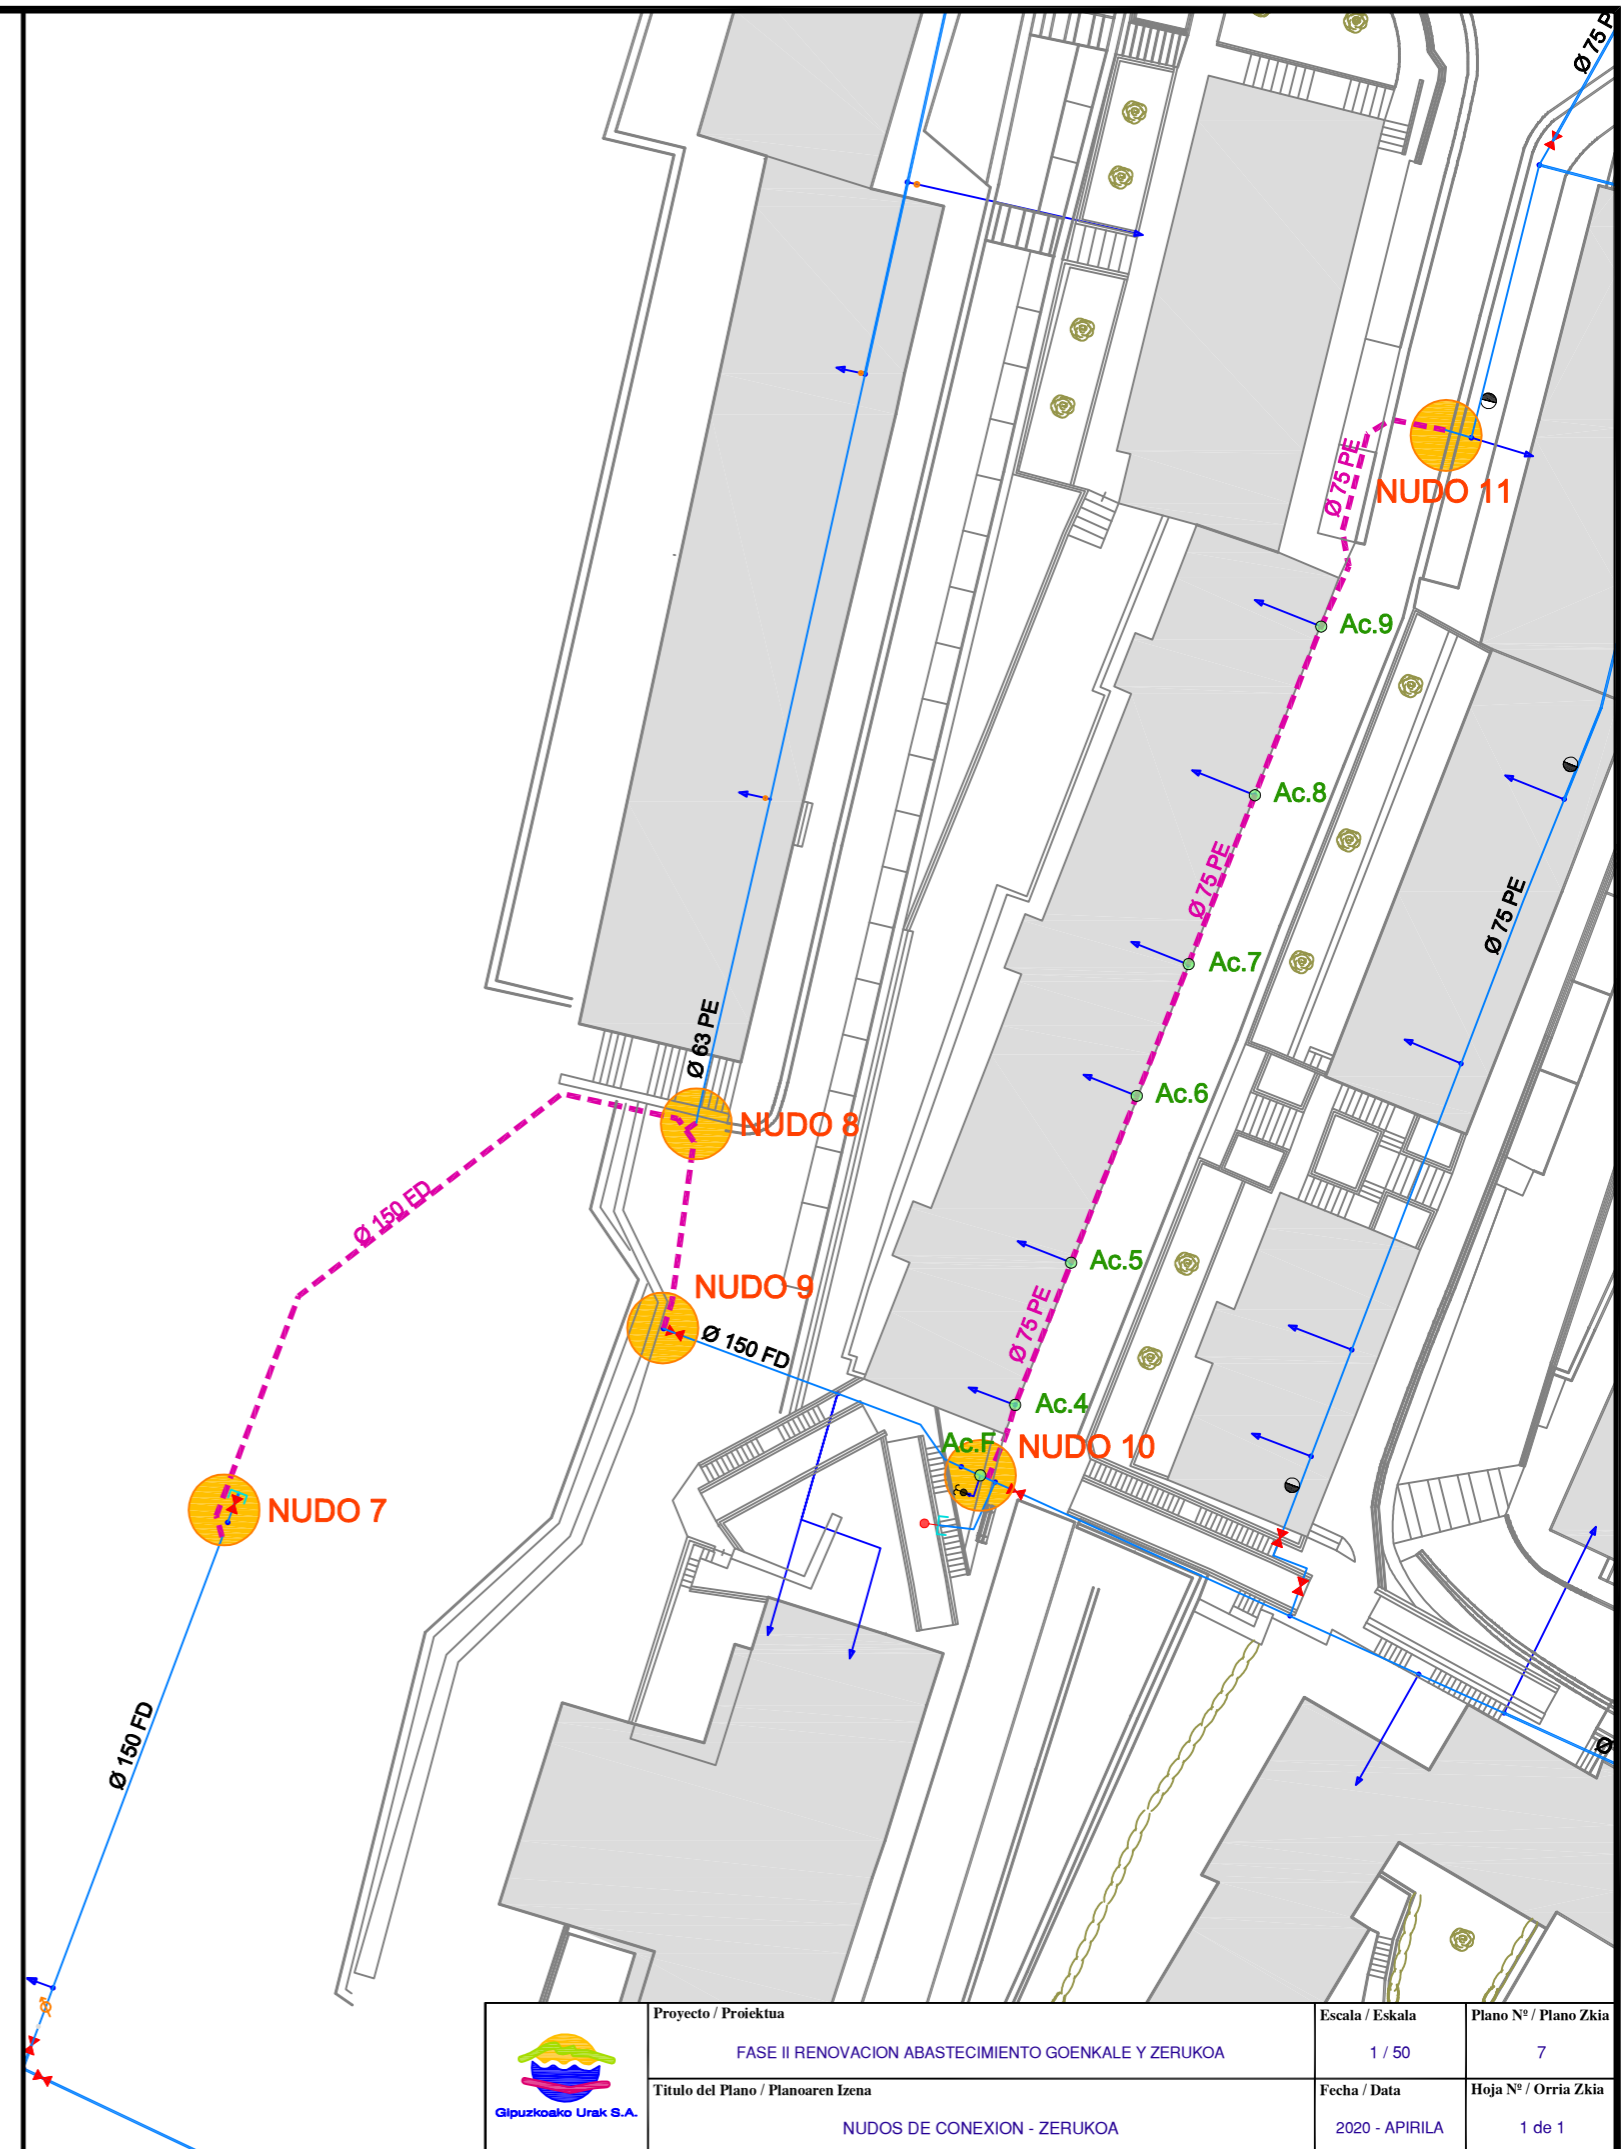 Ø 75 P
Ø 75 PE
NUDO 11
Ac.9
Ac.8
Ø 75 PE
Ø 75 PE
Ac.7
Ø 63 PE
Ac.6
NUDO 8
Ø 150 FD
Ac.5
NUDO 9
Ø 75 PE
Ø 150 FD
Ac.4
Ac.F
NUDO 10
NUDO 7
Ø 150 FD
Ø
Proyecto / Proiektua
FASE II RENOVACION ABASTECIMIENTO GOENKALE Y ZERUKOA
Escala / Eskala
1 / 50
Plano Nº / Plano Zkia
7
Gipuzkoako Urak S.A.
Titulo del Plano / Planoaren Izena
NUDOS DE CONEXION - ZERUKOA
Fecha / Data
2020 - APIRILA
Hoja Nº / Orria Zkia
1 de 1